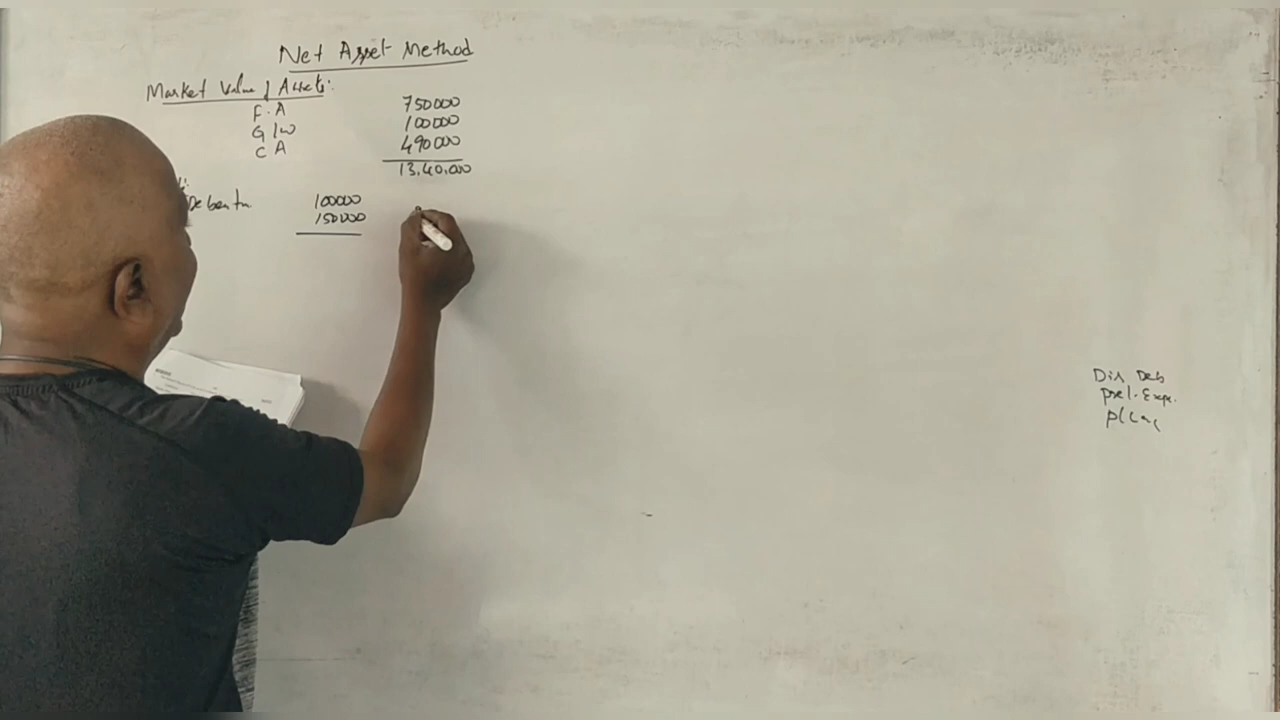 Net Asset Method
Market Value of Assets:
F.A 750000
G/w 100000
C A 490000
13,40,000
Debentu 100000
150000
Dis, Deb
prel. Exp.